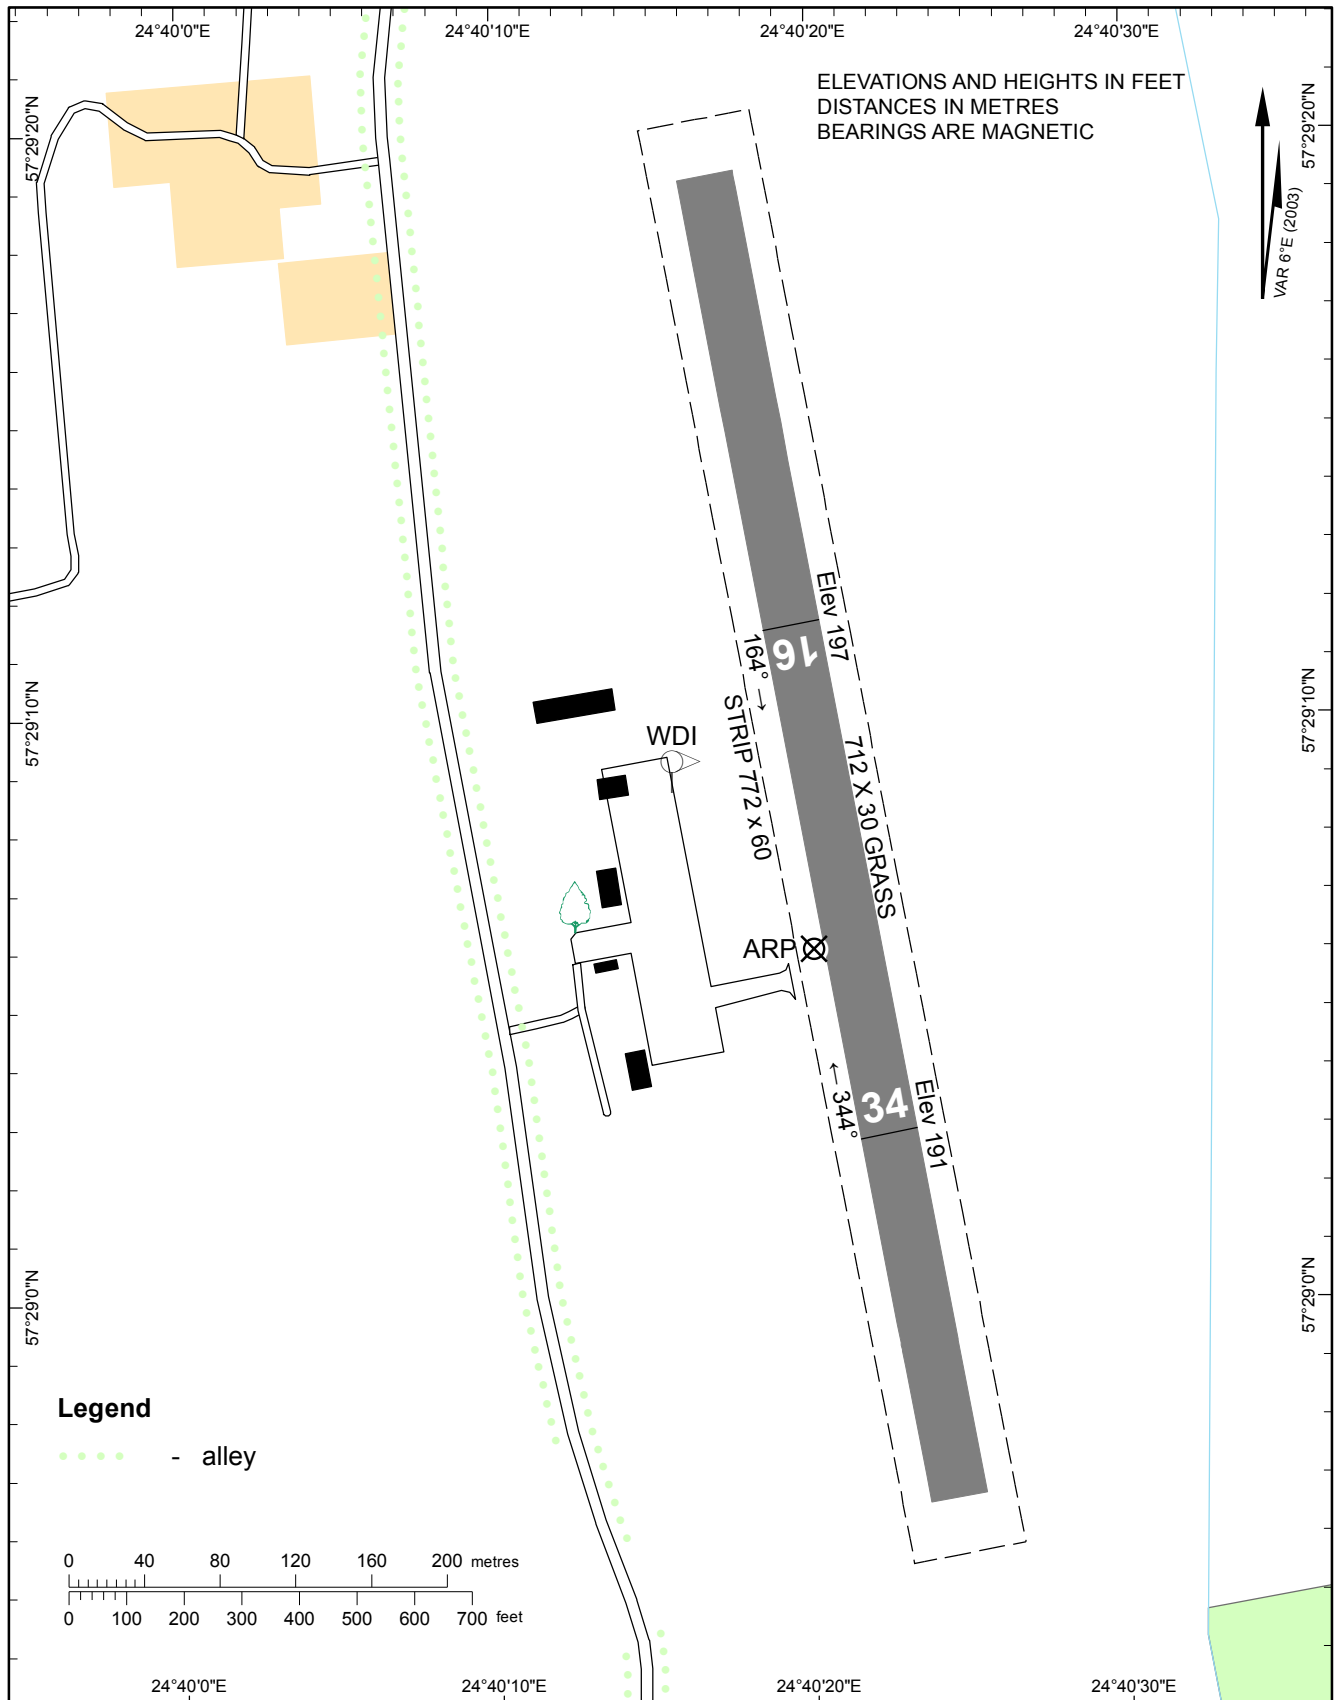 24°40'0"E
24°40'10"E
24°40'20"E
24°40'30"E
ELEVATIONS AND HEIGHTS IN FEET
DISTANCES IN METRES
BEARINGS ARE MAGNETIC
57°29'20"N
57°29'20"N
VAR 6°E (2003)
Elev 197
16
164° →
57°29'10"N
57°29'10"N
STRIP 772 x 60
WDI
712 X 30 GRASS
ARP
← 344°
34
Elev 191
57°29'0"N
57°29'0"N
Legend
- alley
0 40 80 120 160 200 metres
0 100 200 300 400 500 600 700 feet
24°40'0"E
24°40'10"E
24°40'20"E
24°40'30"E